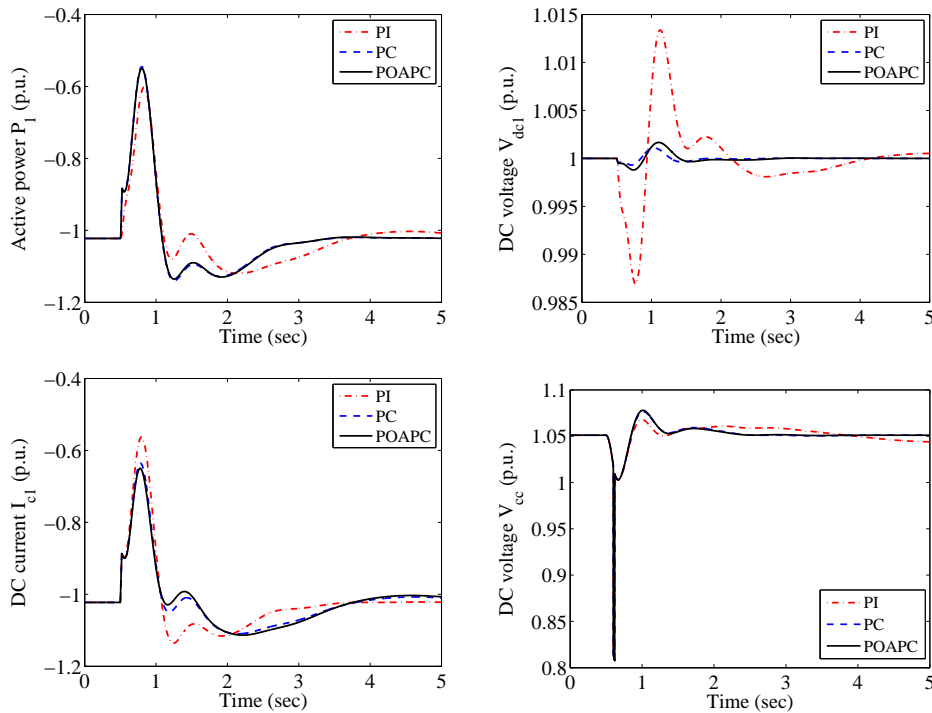 Active power P1 (p.u.)
−0.4
−0.6
−0.8
−1
−1.2
0 1 2 3 4 5
Time (sec)
PI
PC
POAPC
DC voltage Vdc1 (p.u.)
1.015
1.01
1.005
1
0.995
0.99
0.985
0 1 2 3 4 5
Time (sec)
PI
PC
POAPC
DC current Ic1 (p.u.)
−0.4
−0.6
−0.8
−1
−1.2
0 1 2 3 4 5
Time (sec)
PI
PC
POAPC
DC voltage Vcc (p.u.)
1.1
1.05
1
0.95
0.9
0.85
0.8
0 1 2 3 4 5
Time (sec)
PI
PC
POAPC